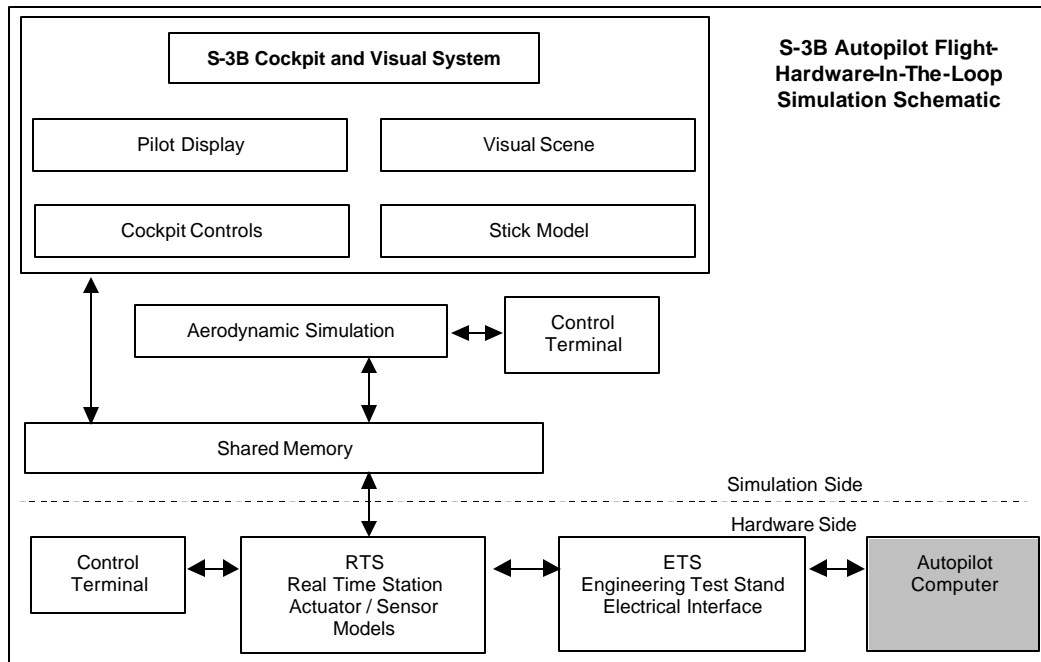 S-3B Cockpit and Visual System
S-3B Autopilot Flight-
Hardware-In-The-Loop
Simulation Schematic
Pilot Display
Visual Scene
Cockpit Controls
Stick Model
Aerodynamic Simulation
Control
Terminal
Shared Memory
Simulation Side
Hardware Side
Control
Terminal
RTS
Real Time Station
Actuator / Sensor
Models
ETS
Engineering Test Stand
Electrical Interface
Autopilot
Computer